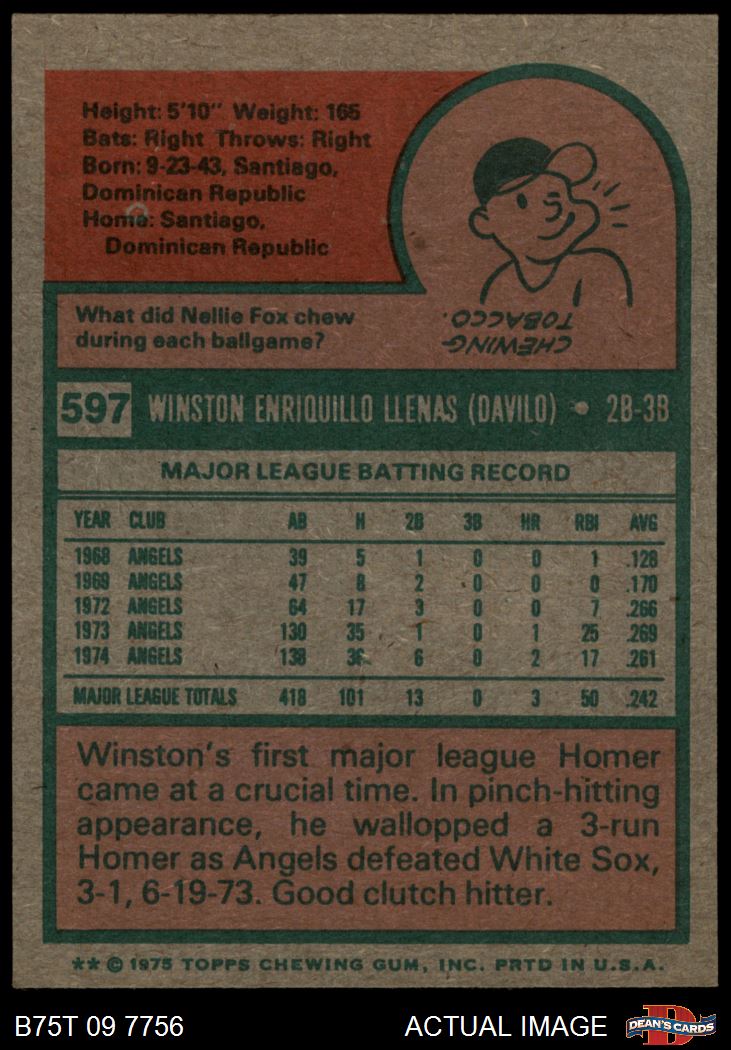 Height: 5'10" Weight: 165
Bats: Right Throws: Right
Born: 9-23-43, Santiago,
Dominican Republic
Home: Santiago,
Dominican Republic
What did Nellie Fox chew
during each ballgame?
CHEWING
TOBACCO.
597 WINSTON ENRIQUILLO LLENAS (DAVILO) • 2B-3B
MAJOR LEAGUE BATTING RECORD
YEAR CLUB AB H 2B 3B HR RBI AVG
1968 ANGELS 39 5 1 0 0 1 .128
1969 ANGELS 47 8 2 0 0 0 .170
1972 ANGELS 64 17 3 0 0 7 .266
1973 ANGELS 130 35 1 0 1 25 .269
1974 ANGELS 138 36 6 0 2 17 .261
MAJOR LEAGUE TOTALS 418 101 13 0 3 50 .242
Winston's first major league Homer
came at a crucial time. In pinch-hitting
appearance, he wallopped a 3-run
Homer as Angels defeated White Sox,
3-1, 6-19-73. Good clutch hitter.
** © 1975 TOPPS CHEWING GUM, INC. PRTD IN U.S.A.
B75T 09 7756 ACTUAL IMAGE D DEAN'S CARDS